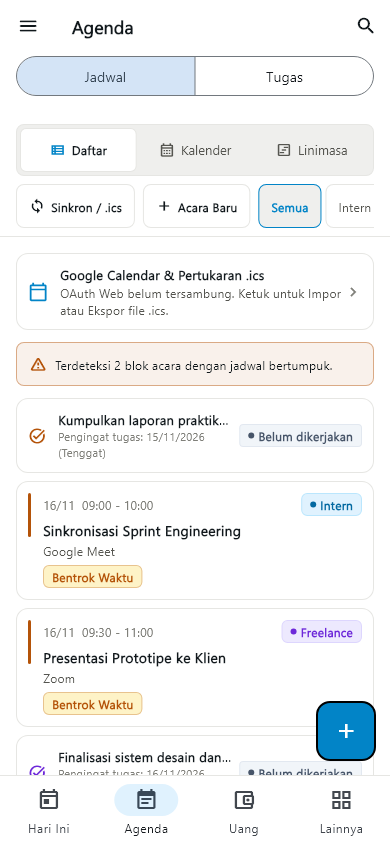 Agenda
Jadwal
Tugas
Daftar
Kalender
Linimasa
Sinkron / .ics
Acara Baru
Semua
Intern
Google Calendar & Pertukaran .ics
OAuth Web belum tersambung. Ketuk untuk Impor
atau Ekspor file .ics.
Terdeteksi 2 blok acara dengan jadwal bertumpuk.
Kumpulkan laporan praktik...
Pengingat tugas: 15/11/2026
(Tenggat)
Belum dikerjakan
16/11 09:00 - 10:00
Intern
Sinkronisasi Sprint Engineering
Google Meet
Bentrok Waktu
16/11 09:30 - 11:00
Freelance
Presentasi Prototipe ke Klien
Zoom
Bentrok Waktu
Finalisasi sistem desain dan...
Pengingat tugas: 16/11/2026
Belum dikerjakan
Hari Ini
Agenda
Uang
Lainnya